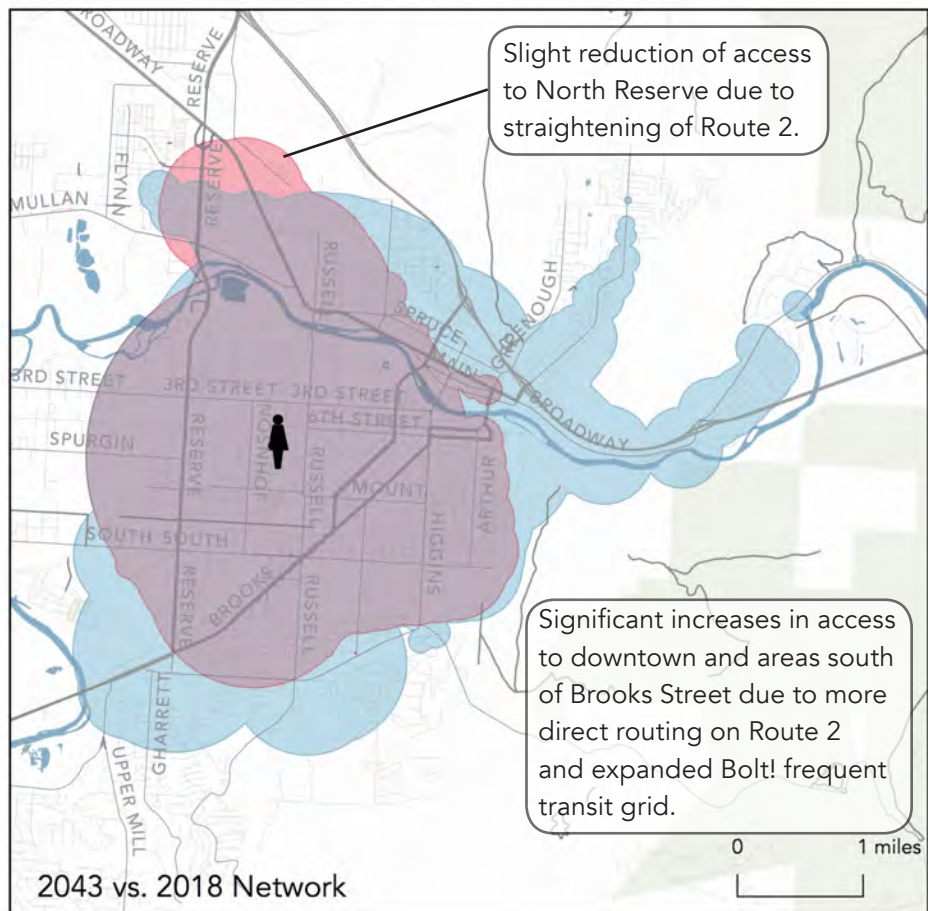 ROADWAY
RESERVE
Slight reduction of access
to North Reserve due to
straightening of Route 2.
FLYNN
MULLAN
RESERVE
RUSSEL
SPRUCE
GREENOUGH
MAIN
BROADWAY
3RD STREET
3RD STREET
3RD STREET
6TH STREET
SPURGIN
RESERVE
JOHNSON
RUSSELL
MOUNT
ARTHUR
HIGGINS
SOUTH
SOUTH
BROOKS
RESERVE
RUSSELL
GHARRETT
UPPER MILL
Significant increases in access
to downtown and areas south
of Brooks Street due to more
direct routing on Route 2
and expanded Bolt! frequent
transit grid.
0 1 miles
2043 vs. 2018 Network